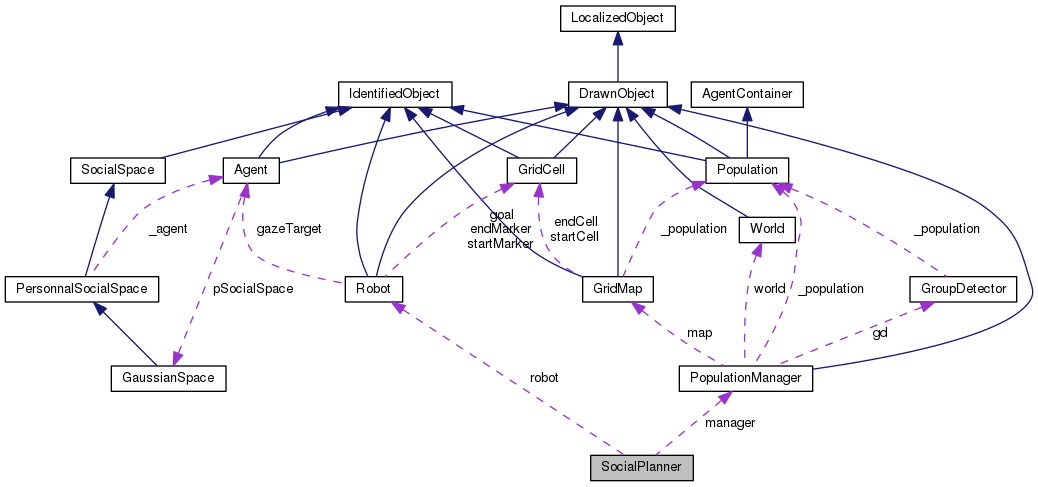 LocalizedObject
IdentifiedObject
DrawnObject
AgentContainer
SocialSpace
Agent
GridCell
Population
_agent
gazeTarget
goal
endMarker
startMarker
endCell
startCell
_population
World
_population
PersonnalSocialSpace
pSocialSpace
Robot
GridMap
world
_population
GroupDetector
map
gd
GaussianSpace
robot
PopulationManager
manager
SocialPlanner